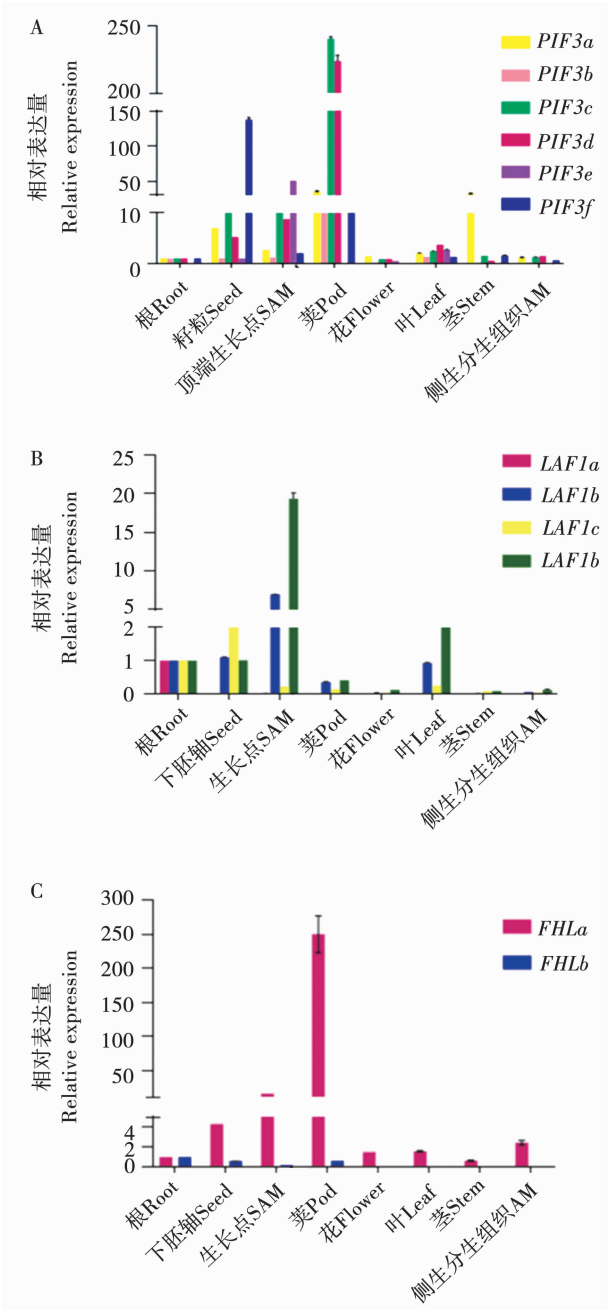 A
相对表达量
Relative expression
250
200
150
100
50
10
0
PIF3a
PIF3b
PIF3c
PIF3d
PIF3e
PIF3f
根Root
籽粒Seed
顶端生长点SAM
荚Pod
花Flower
叶Leaf
茎Stem
侧生分生组织AM
B
相对表达量
Relative expression
25
20
15
10
5
2
1
0
LAF1a
LAF1b
LAF1c
LAF1b
根Root
下胚轴Seed
生长点SAM
荚Pod
花Flower
叶Leaf
茎Stem
侧生分生组织AM
C
相对表达量
Relative expression
300
250
200
150
100
50
4
2
0
FHLa
FHLb
根Root
下胚轴Seed
生长点SAM
荚Pod
花Flower
叶Leaf
茎Stem
侧生分生组织AM